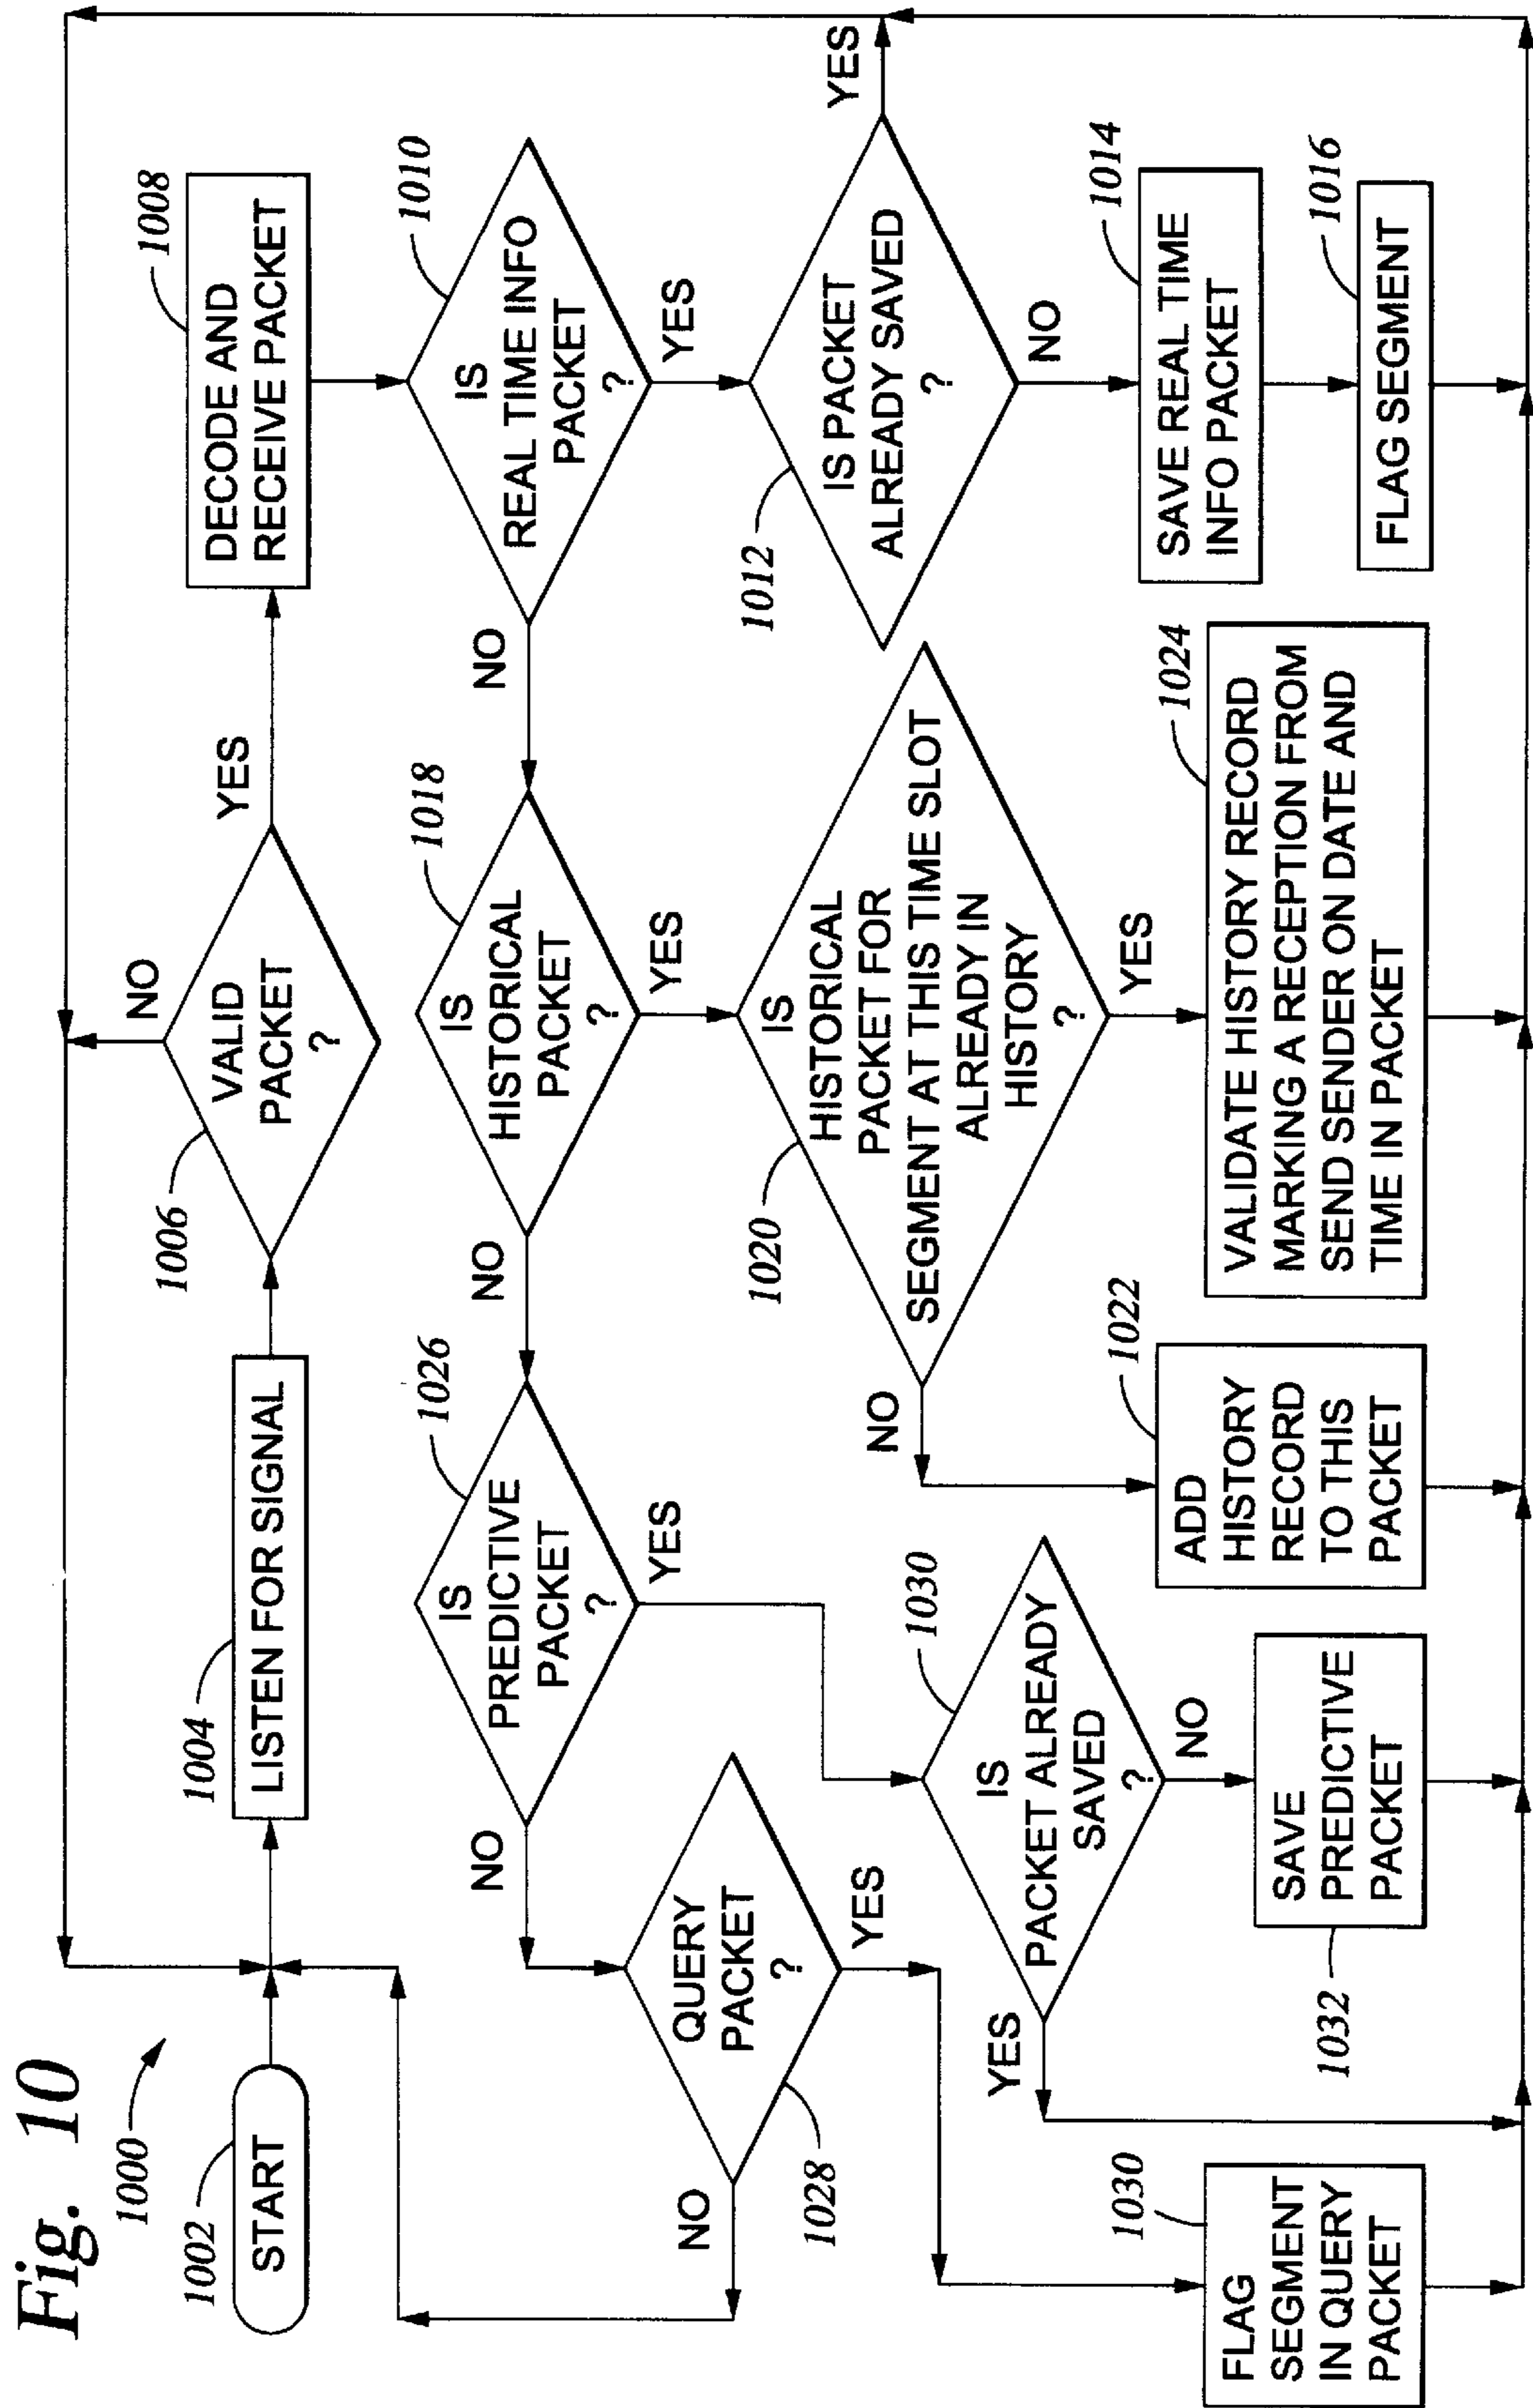 Fig. 10
1000
1002
START
1004
LISTEN FOR SIGNAL
1006
VALID
PACKET
?
NO
YES
1008
DECODE AND
RECEIVE PACKET
1010
IS
REAL TIME INFO
PACKET
?
NO
YES
1012
IS PACKET
ALREADY SAVED
?
YES
NO
1014
SAVE REAL TIME
INFO PACKET
1016
FLAG SEGMENT
1018
IS
HISTORICAL
PACKET
?
NO
YES
1020
IS
HISTORICAL
PACKET FOR
SEGMENT AT THIS TIME SLOT
ALREADY IN
HISTORY
?
NO
YES
1022
ADD
HISTORY
RECORD
TO THIS
PACKET
1024
VALIDATE HISTORY RECORD
MARKING A RECEPTION FROM
SEND SENDER ON DATE AND
TIME IN PACKET
1026
IS
PREDICTIVE
PACKET
?
NO
YES
1030
IS
PACKET ALREADY
SAVED
?
YES
NO
1032
SAVE
PREDICTIVE
PACKET
1028
QUERY
PACKET
?
NO
YES
1030
FLAG
SEGMENT
IN QUERY
PACKET